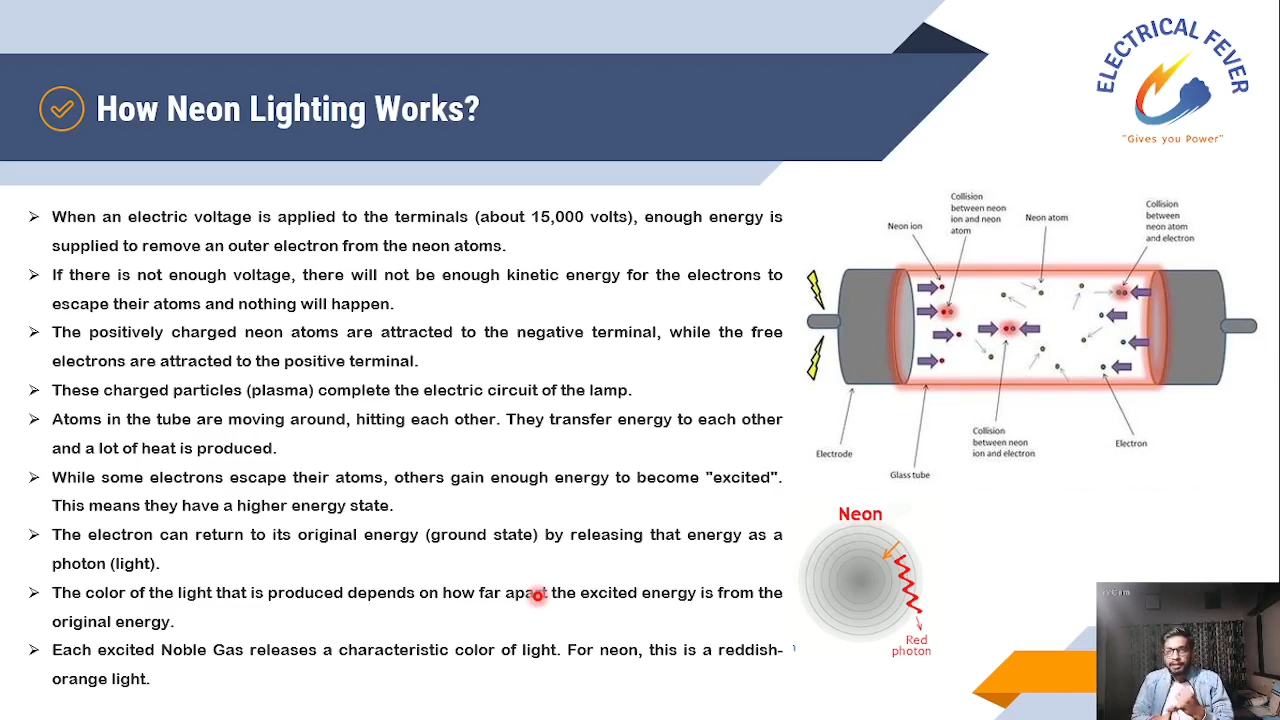 ELECTRICAL FEVER
"Gives you Power"
How Neon Lighting Works?
When an electric voltage is applied to the terminals (about 15,000 volts), enough energy is
supplied to remove an outer electron from the neon atoms.
If there is not enough voltage, there will not be enough kinetic energy for the electrons to
escape their atoms and nothing will happen.
The positively charged neon atoms are attracted to the negative terminal, while the free
electrons are attracted to the positive terminal.
These charged particles (plasma) complete the electric circuit of the lamp.
Atoms in the tube are moving around, hitting each other. They transfer energy to each other
and a lot of heat is produced.
While some electrons escape their atoms, others gain enough energy to become "excited".
This means they have a higher energy state.
The electron can return to its original energy (ground state) by releasing that energy as a
photon (light).
The color of the light that is produced depends on how far apart the excited energy is from the
original energy.
Each excited Noble Gas releases a characteristic color of light. For neon, this is a reddish-
orange light.
Neon ion
Collision
between neon
ion and neon
atom
Neon atom
Collision
between
neon atom
and electron
Electrode
Glass tube
Collision
between neon
ion and electron
Electron
Neon
Red
photon